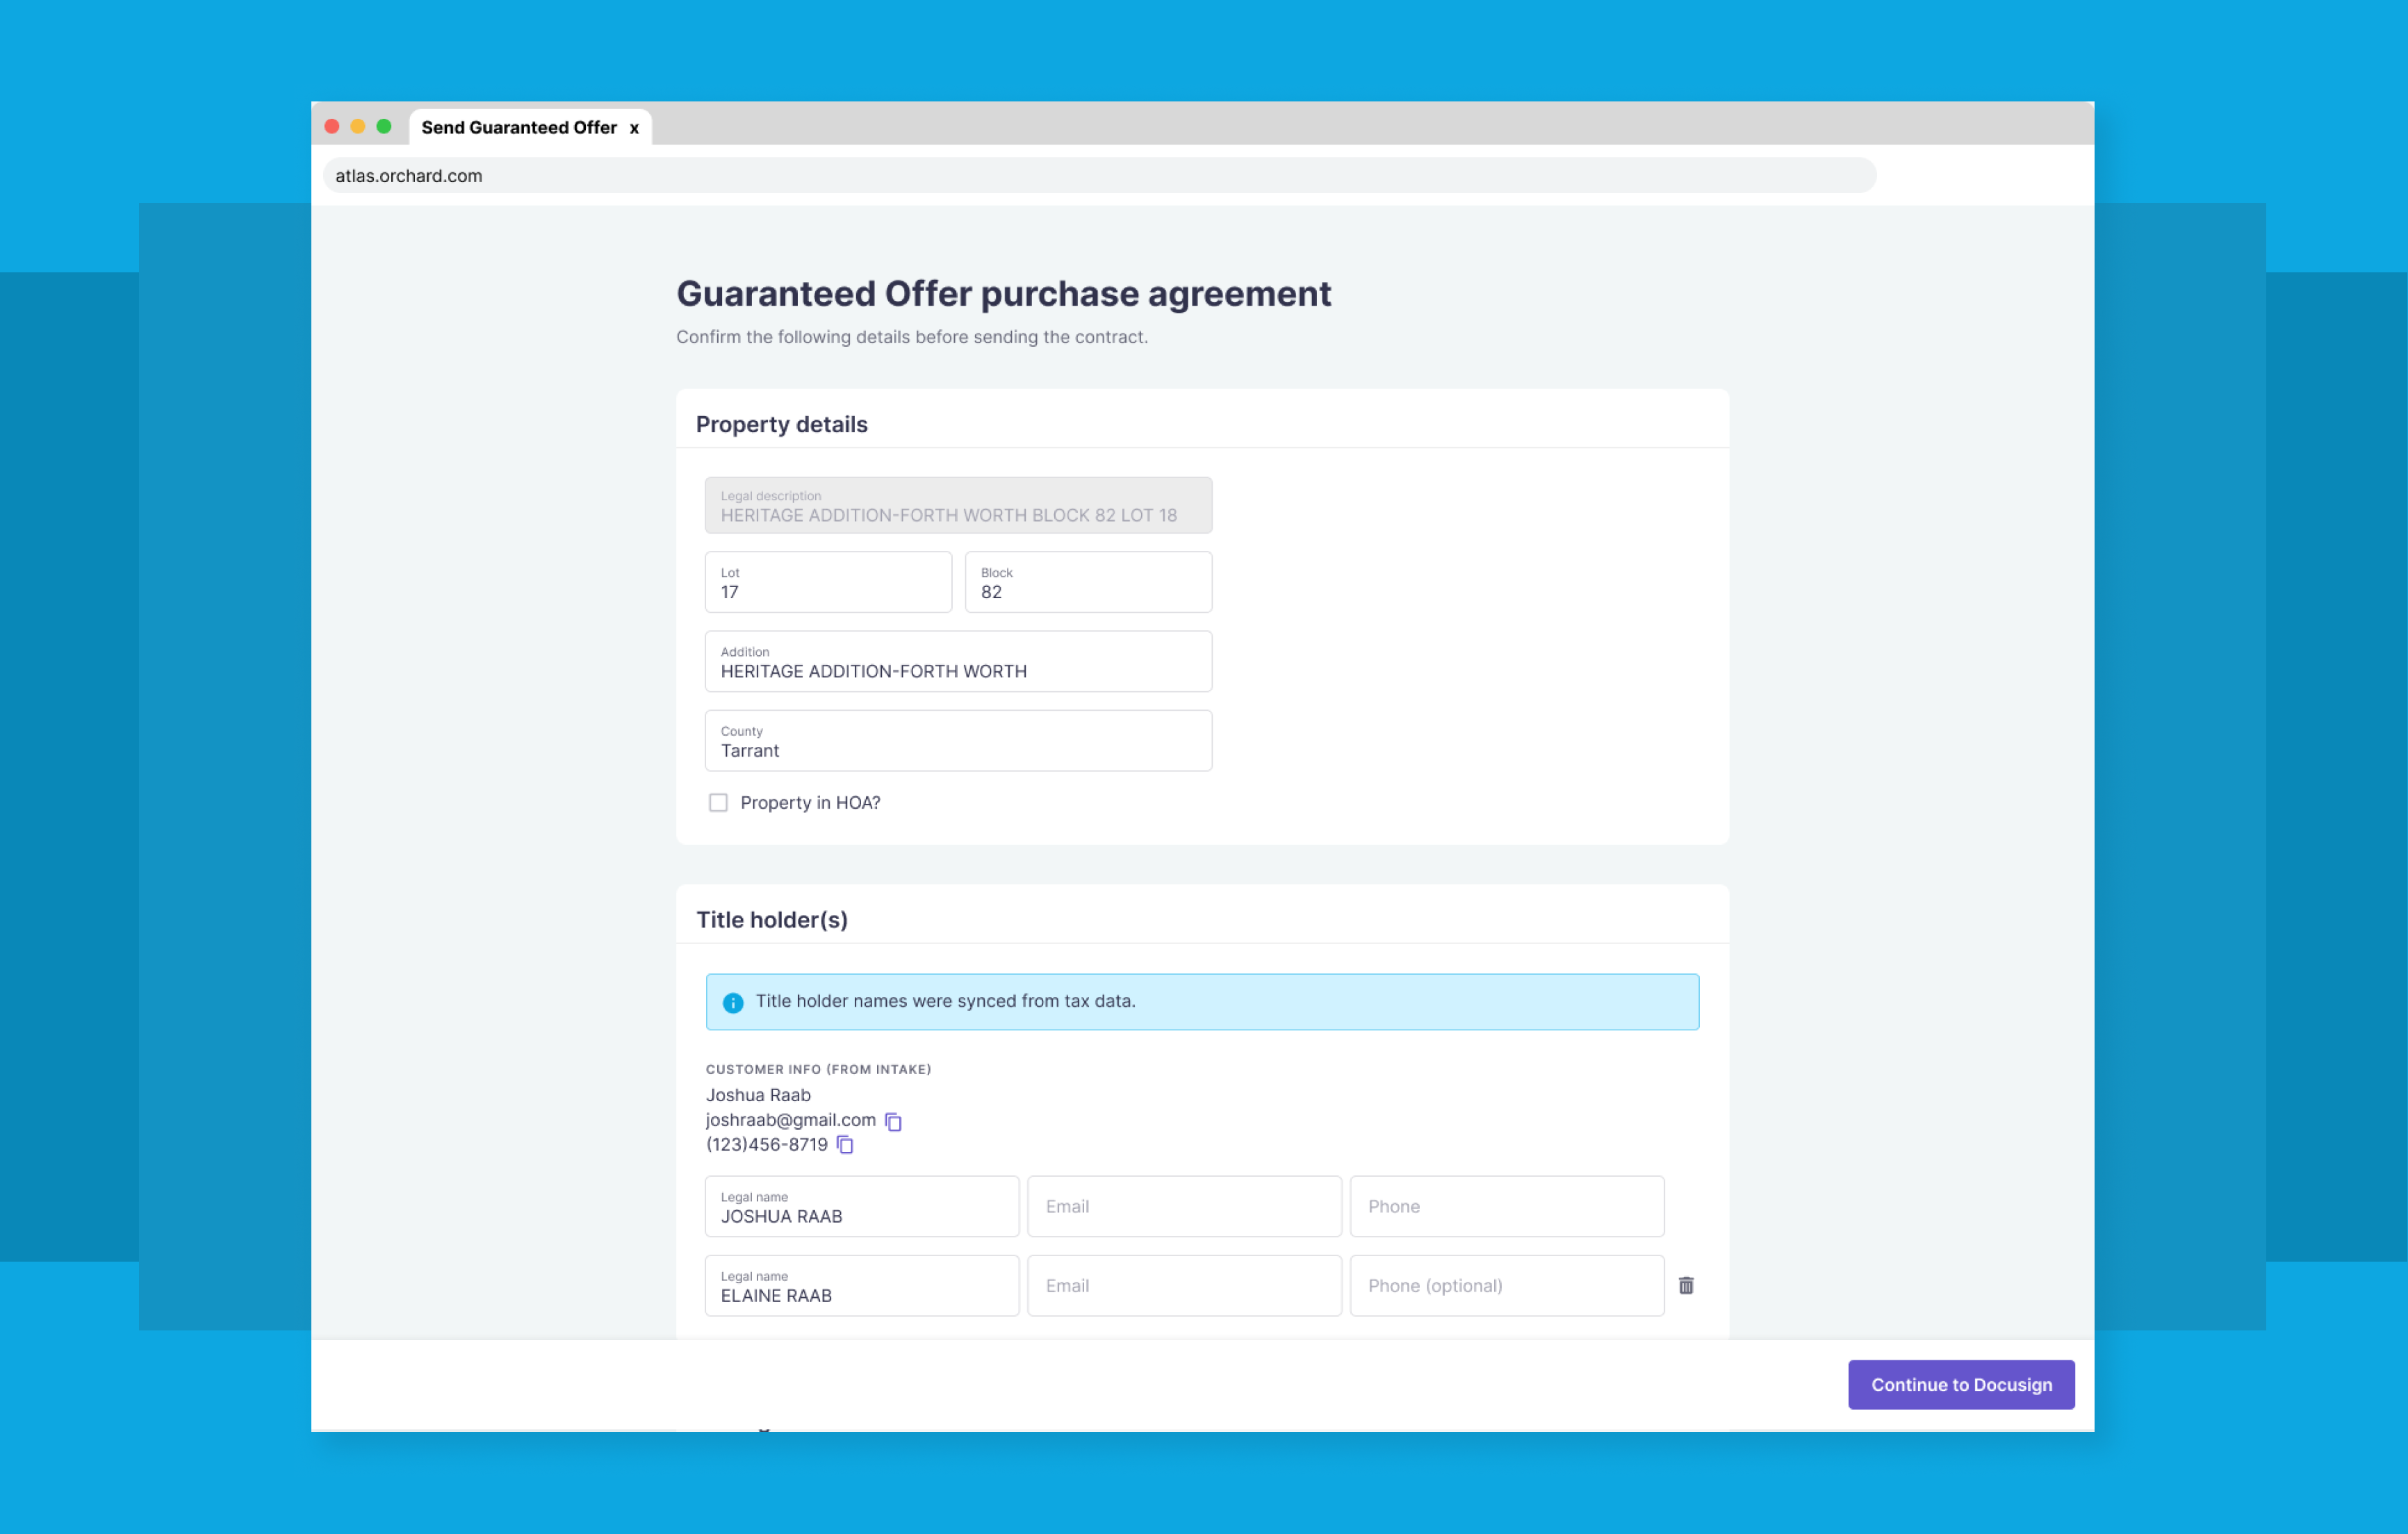 Send Guaranteed Offer x
atlas.orchard.com
Guaranteed Offer purchase agreement
Confirm the following details before sending the contract.
Property details
Legal description
HERITAGE ADDITION-FORTH WORTH BLOCK 82 LOT 18
Lot
17
Block
82
Addition
HERITAGE ADDITION-FORTH WORTH
County
Tarrant
Property in HOA?
Title holder(s)
Title holder names were synced from tax data.
CUSTOMER INFO (FROM INTAKE)
Joshua Raab
joshraab@gmail.com
(123)456-8719
Legal name
JOSHUA RAAB
Email
Phone
Legal name
ELAINE RAAB
Email
Phone (optional)
Continue to Docusign